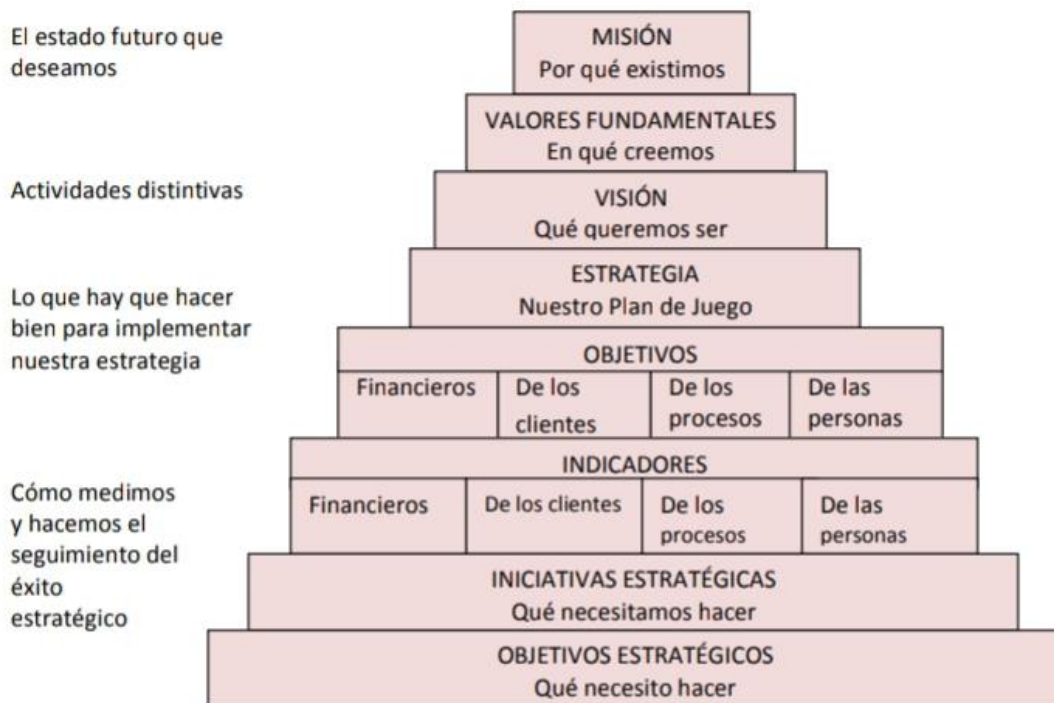 El estado futuro que
deseamos
MISIÓN
Por qué existimos
VALORES FUNDAMENTALES
En qué creemos
Actividades distintivas
VISIÓN
Qué queremos ser
ESTRATEGIA
Nuestro Plan de Juego
Lo que hay que hacer
bien para implementar
nuestra estrategia
OBJETIVOS
Financieros
De los
clientes
De los
procesos
De las
personas
INDICADORES
Financieros
De los clientes
De los
procesos
De las
personas
Cómo medimos
y hacemos el
seguimiento del
éxito
estratégico
INICIATIVAS ESTRATÉGICAS
Qué necesitamos hacer
OBJETIVOS ESTRATÉGICOS
Qué necesito hacer